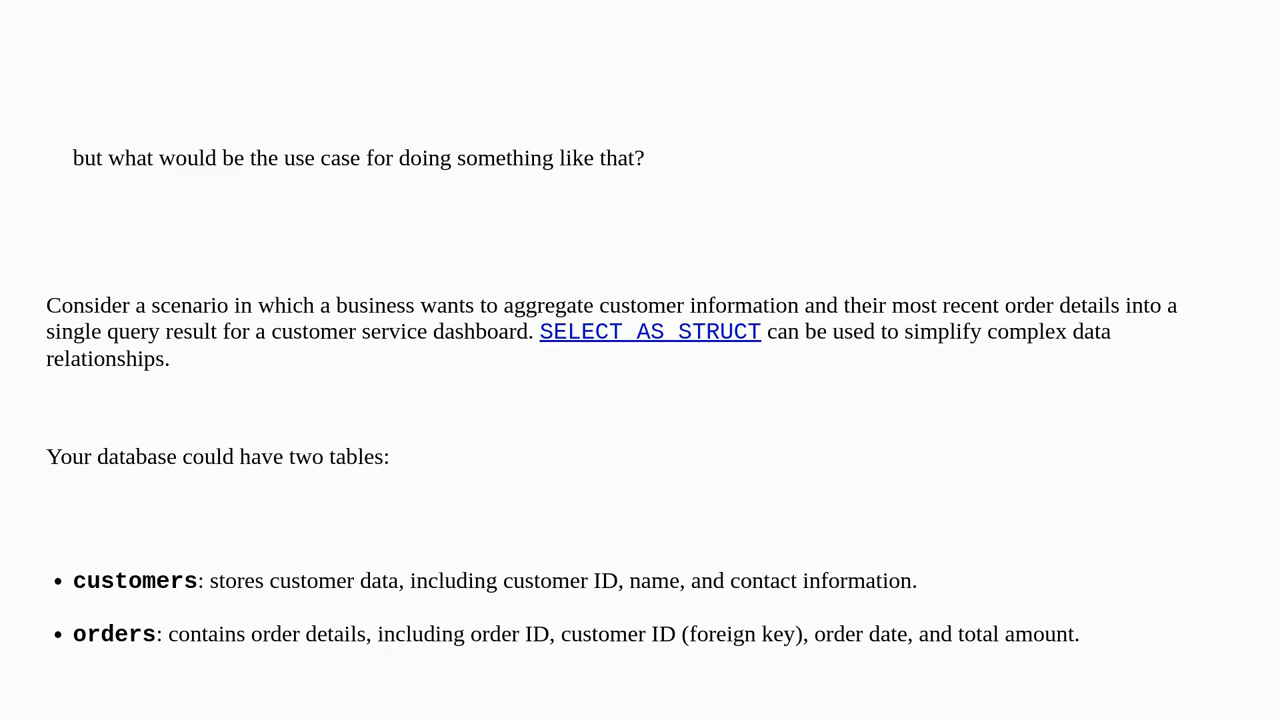 but what would be the use case for doing something like that?
Consider a scenario in which a business wants to aggregate customer information and their most recent order details into a
single query result for a customer service dashboard. SELECT AS STRUCT can be used to simplify complex data
relationships.
Your database could have two tables:
• customers: stores customer data, including customer ID, name, and contact information.
• orders: contains order details, including order ID, customer ID (foreign key), order date, and total amount.